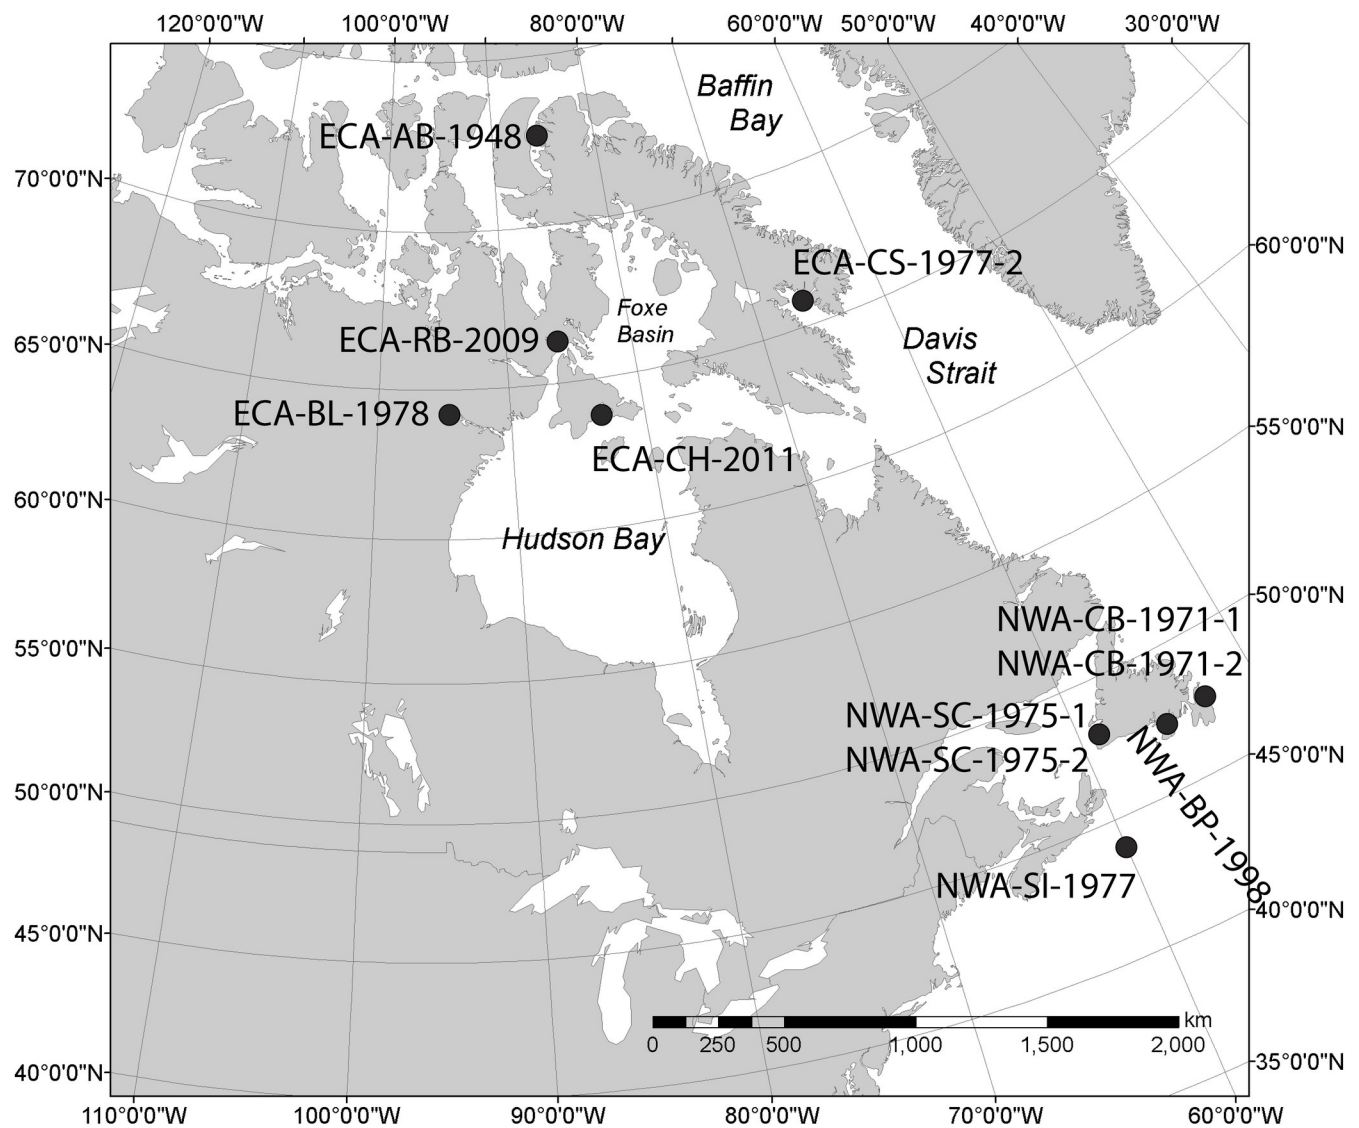 120°0'0"W 100°0'0"W 80°0'0"W 60°0'0"W 50°0'0"W 40°0'0"W 30°0'0"W
Baffin
Bay
ECA-AB-1948
70°0'0"N
60°0'0"N
ECA-CS-1977-2
Foxe
Basin
ECA-RB-2009
65°0'0"N
Davis
Strait
ECA-BL-1978
55°0'0"N
ECA-CH-2011
60°0'0"N
Hudson Bay
50°0'0"N
NWA-CB-1971-1
55°0'0"N
NWA-CB-1971-2
NWA-SC-1975-1
45°0'0"N
NWA-SC-1975-2
50°0'0"N
NWA-BP-1998
NWA-SI-1977
40°0'0"N
45°0'0"N
km
0 250 500 1,000 1,500 2,000
35°0'0"N
40°0'0"N
110°0'0"W 100°0'0"W 90°0'0"W 80°0'0"W 70°0'0"W 60°0'0"W